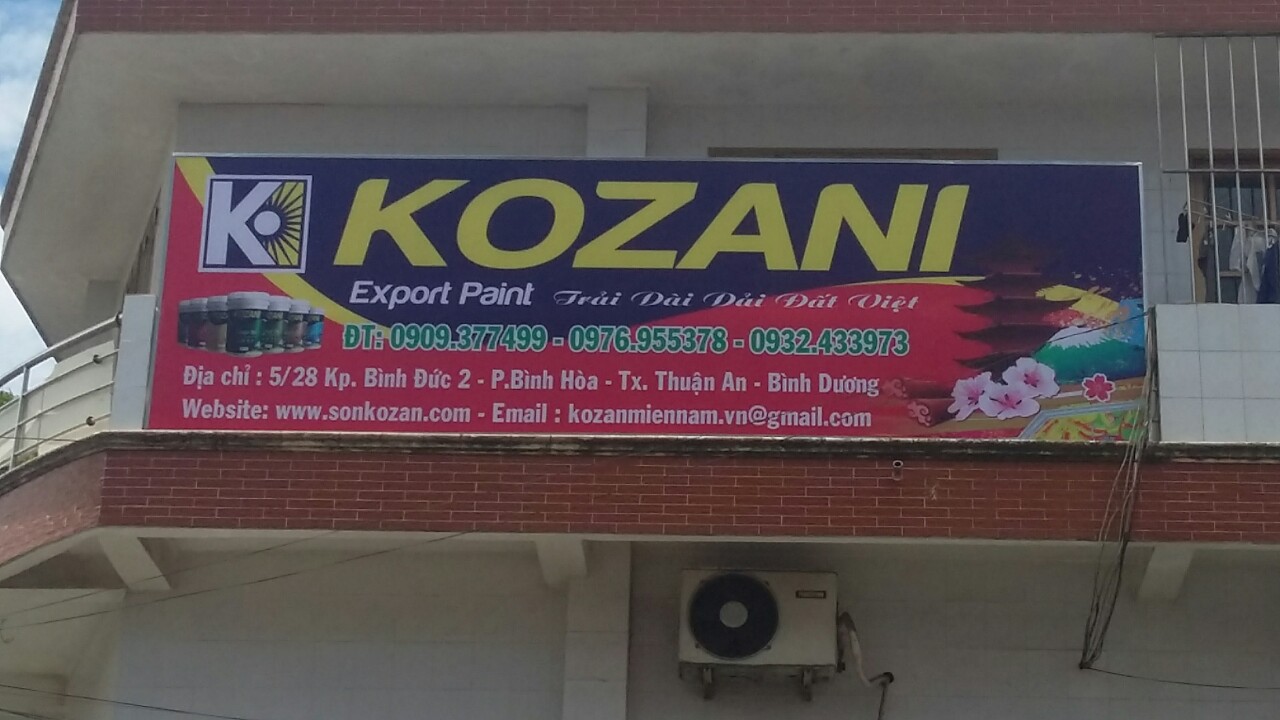 K
KOZANI
Export Paint Trải Dài Dải Đất Việt
ĐT: 0909.377499 - 0976.955378 - 0932.433973
Địa chỉ : 5/28 Kp. Bình Đức 2 - P.Bình Hòa - Tx. Thuận An - Bình Dương
Website: www.sonkozan.com - Email : kozanmiennam.vn@gmail.com